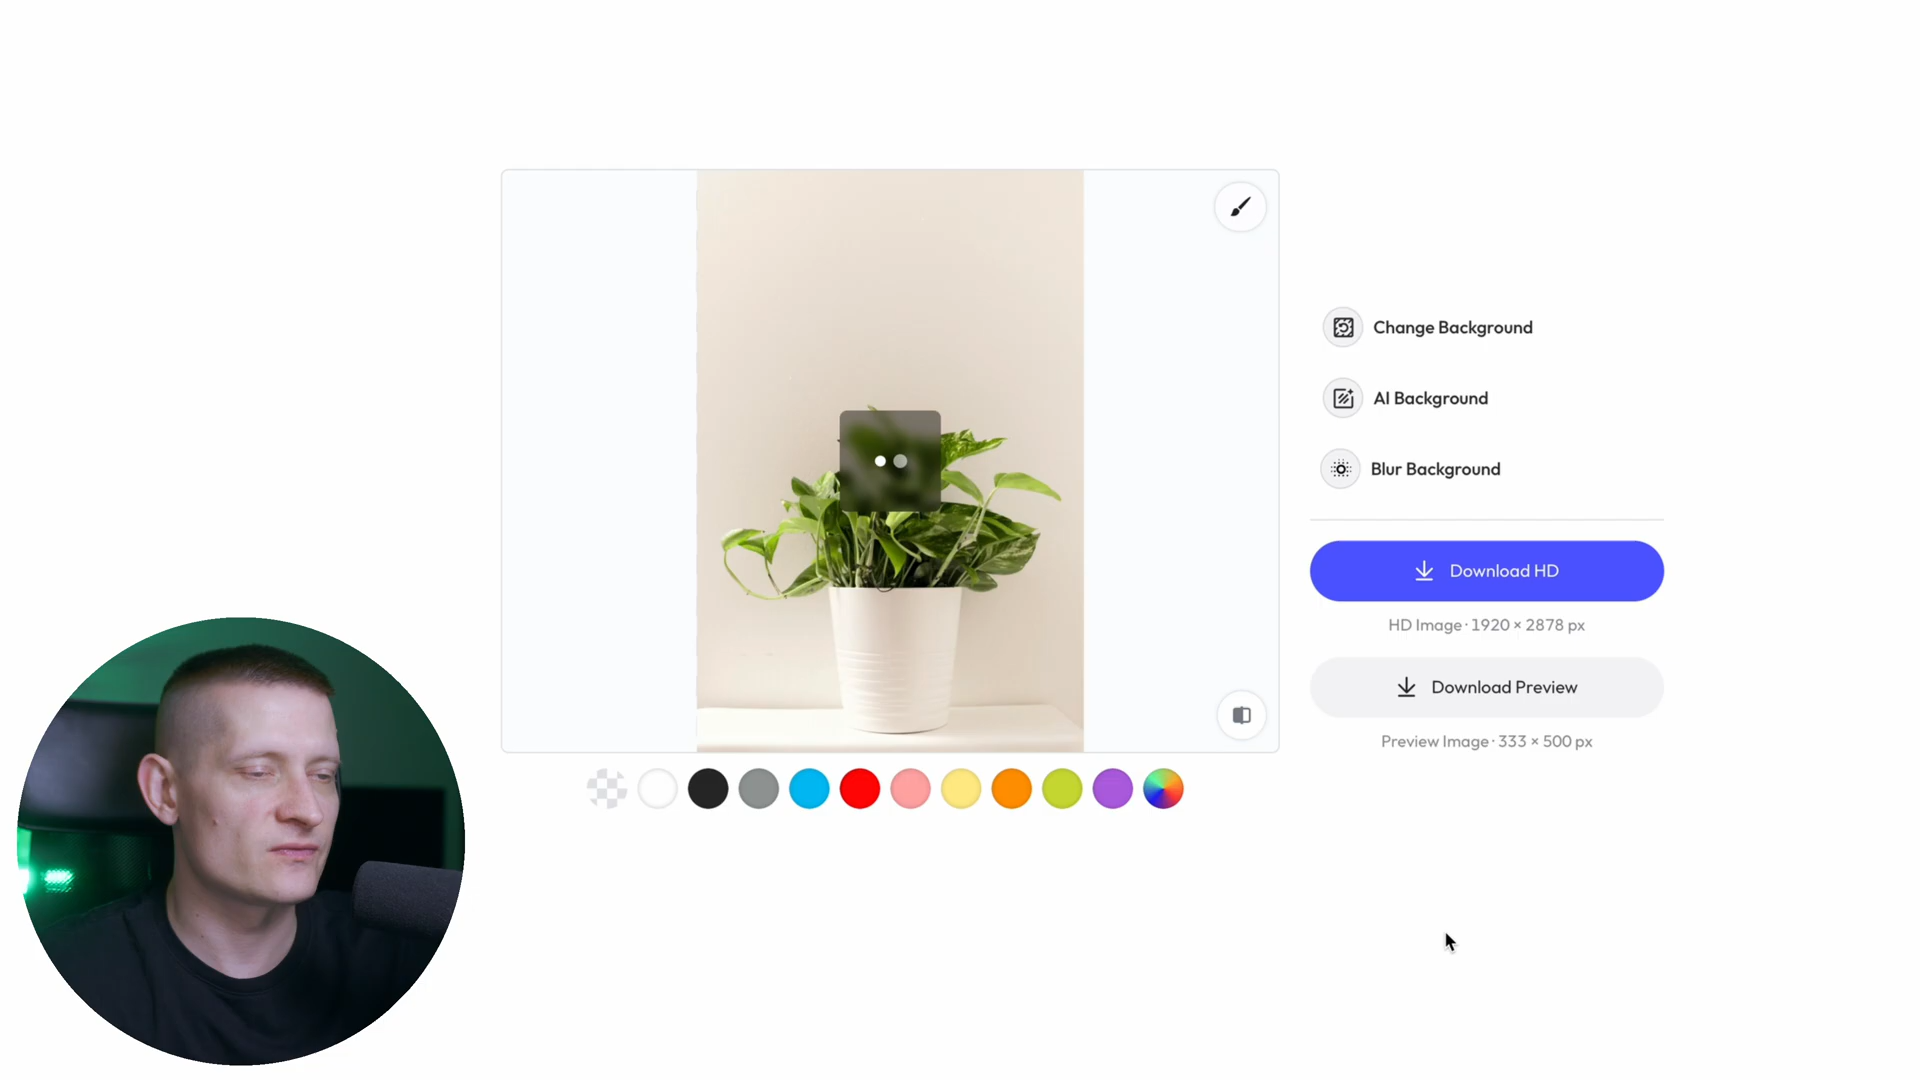 Change Background
AI Background
Blur Background
Download HD
HD Image · 1920 × 2878 px
Download Preview
Preview Image · 333 × 500 px